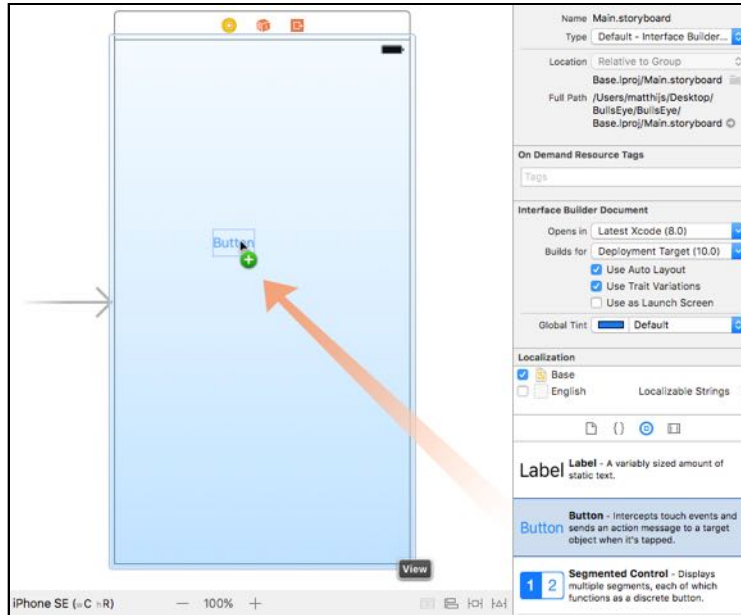 Button
View
iPhone SE (wC hR)
100%
Name Main.storyboard
Type Default - Interface Builder...
Location Relative to Group
Base.lproj/Main.storyboard
Full Path /Users/matthijs/Desktop/
BullsEye/BullsEye/
Base.lproj/Main.storyboard
On Demand Resource Tags
Tags
Interface Builder Document
Opens in Latest Xcode (8.0)
Builds for Deployment Target (10.0)
Use Auto Layout
Use Trait Variations
Use as Launch Screen
Global Tint Default
Localization
Base
English Localizable Strings
Label Label - A variably sized amount of
static text.
Button - Intercepts touch events and
Button sends an action message to a target
object when it's tapped.
Segmented Control - Displays
1 2 multiple segments, each of which
functions as a discrete button.